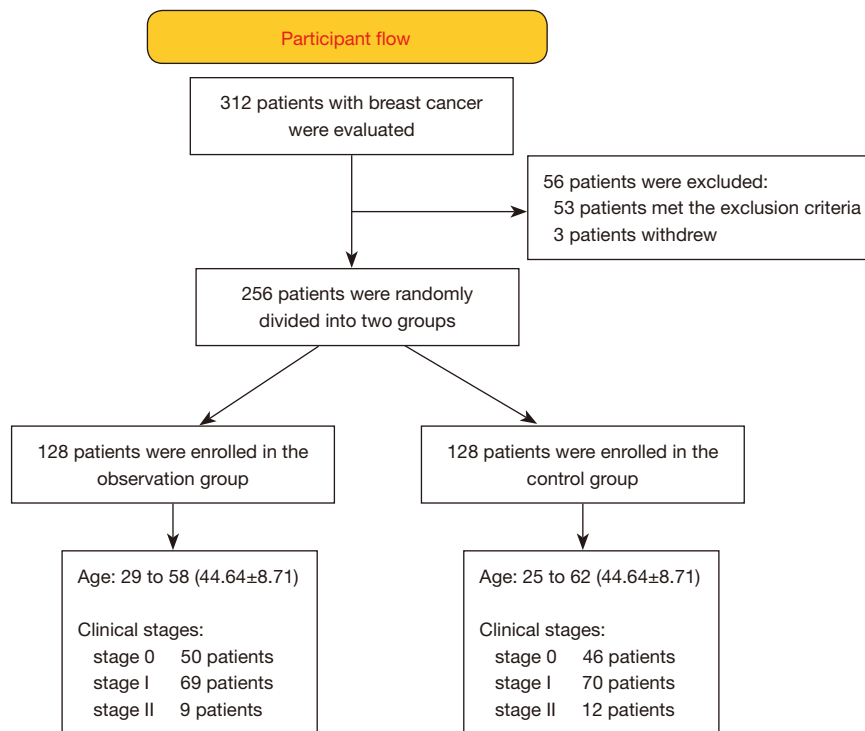 Participant flow
312 patients with breast cancer
were evaluated
56 patients were excluded:
53 patients met the exclusion criteria
3 patients withdrew
256 patients were randomly
divided into two groups
128 patients were enrolled in the
observation group
128 patients were enrolled in the
control group
Age: 29 to 58 (44.64±8.71)
Clinical stages:
stage 0 50 patients
stage I 69 patients
stage II 9 patients
Age: 25 to 62 (44.64±8.71)
Clinical stages:
stage 0 46 patients
stage I 70 patients
stage II 12 patients